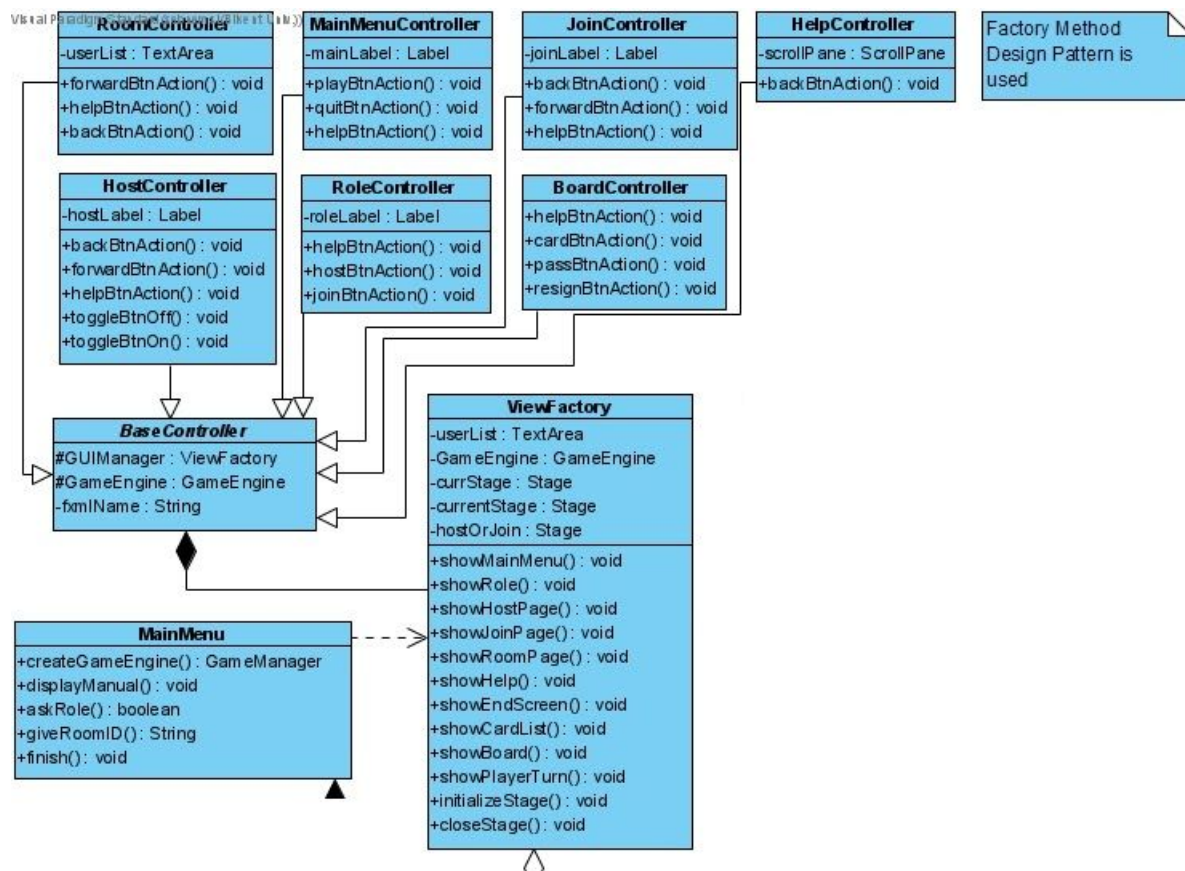 Visual Paradigm Standard
RoomController
-userList : TextArea
+forwardBtnAction() : void
+helpBtnAction() : void
+backBtnAction() : void
MainMenuController
-mainLabel : Label
+playBtnAction() : void
+quitBtnAction() : void
+helpBtnAction() : void
JoinController
-joinLabel : Label
+backBtnAction() : void
+forwardBtnAction() : void
+helpBtnAction() : void
HelpController
-scrollPane : ScrollPane
+backBtnAction() : void
Factory Method
Design Pattern is
used
HostController
-hostLabel : Label
+backBtnAction() : void
+forwardBtnAction() : void
+helpBtnAction() : void
+toggleBtnOff() : void
+toggleBtnOn() : void
RoleController
-roleLabel : Label
+helpBtnAction() : void
+hostBtnAction() : void
+joinBtnAction() : void
BoardController
+helpBtnAction() : void
+cardBtnAction() : void
+passBtnAction() : void
+resignBtnAction() : void
BaseController
#GUIManager : ViewFactory
#GameEngine : GameEngine
-fxmlName : String
ViewFactory
-userList : TextArea
-GameEngine : GameEngine
-currStage : Stage
-currentStage : Stage
-hostOrJoin : Stage
+showMainMenu() : void
+showRole() : void
+showHostPage() : void
+showJoinPage() : void
+showRoomPage() : void
+showHelp() : void
+showEndScreen() : void
+showCardList() : void
+showBoard() : void
+showPlayerTurn() : void
+initializeStage() : void
+closeStage() : void
MainMenu
+createGameEngine() : GameManager
+displayManual() : void
+askRole() : boolean
+giveRoomID() : String
+finish() : void